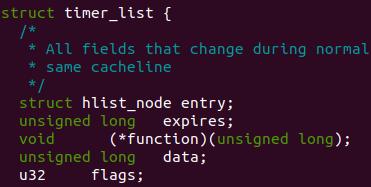 struct timer_list {
/*
* All fields that change during normal
* same cacheline
*/
struct hlist_node entry;
unsigned long expires;
void (*function)(unsigned long);
unsigned long data;
u32 flags;